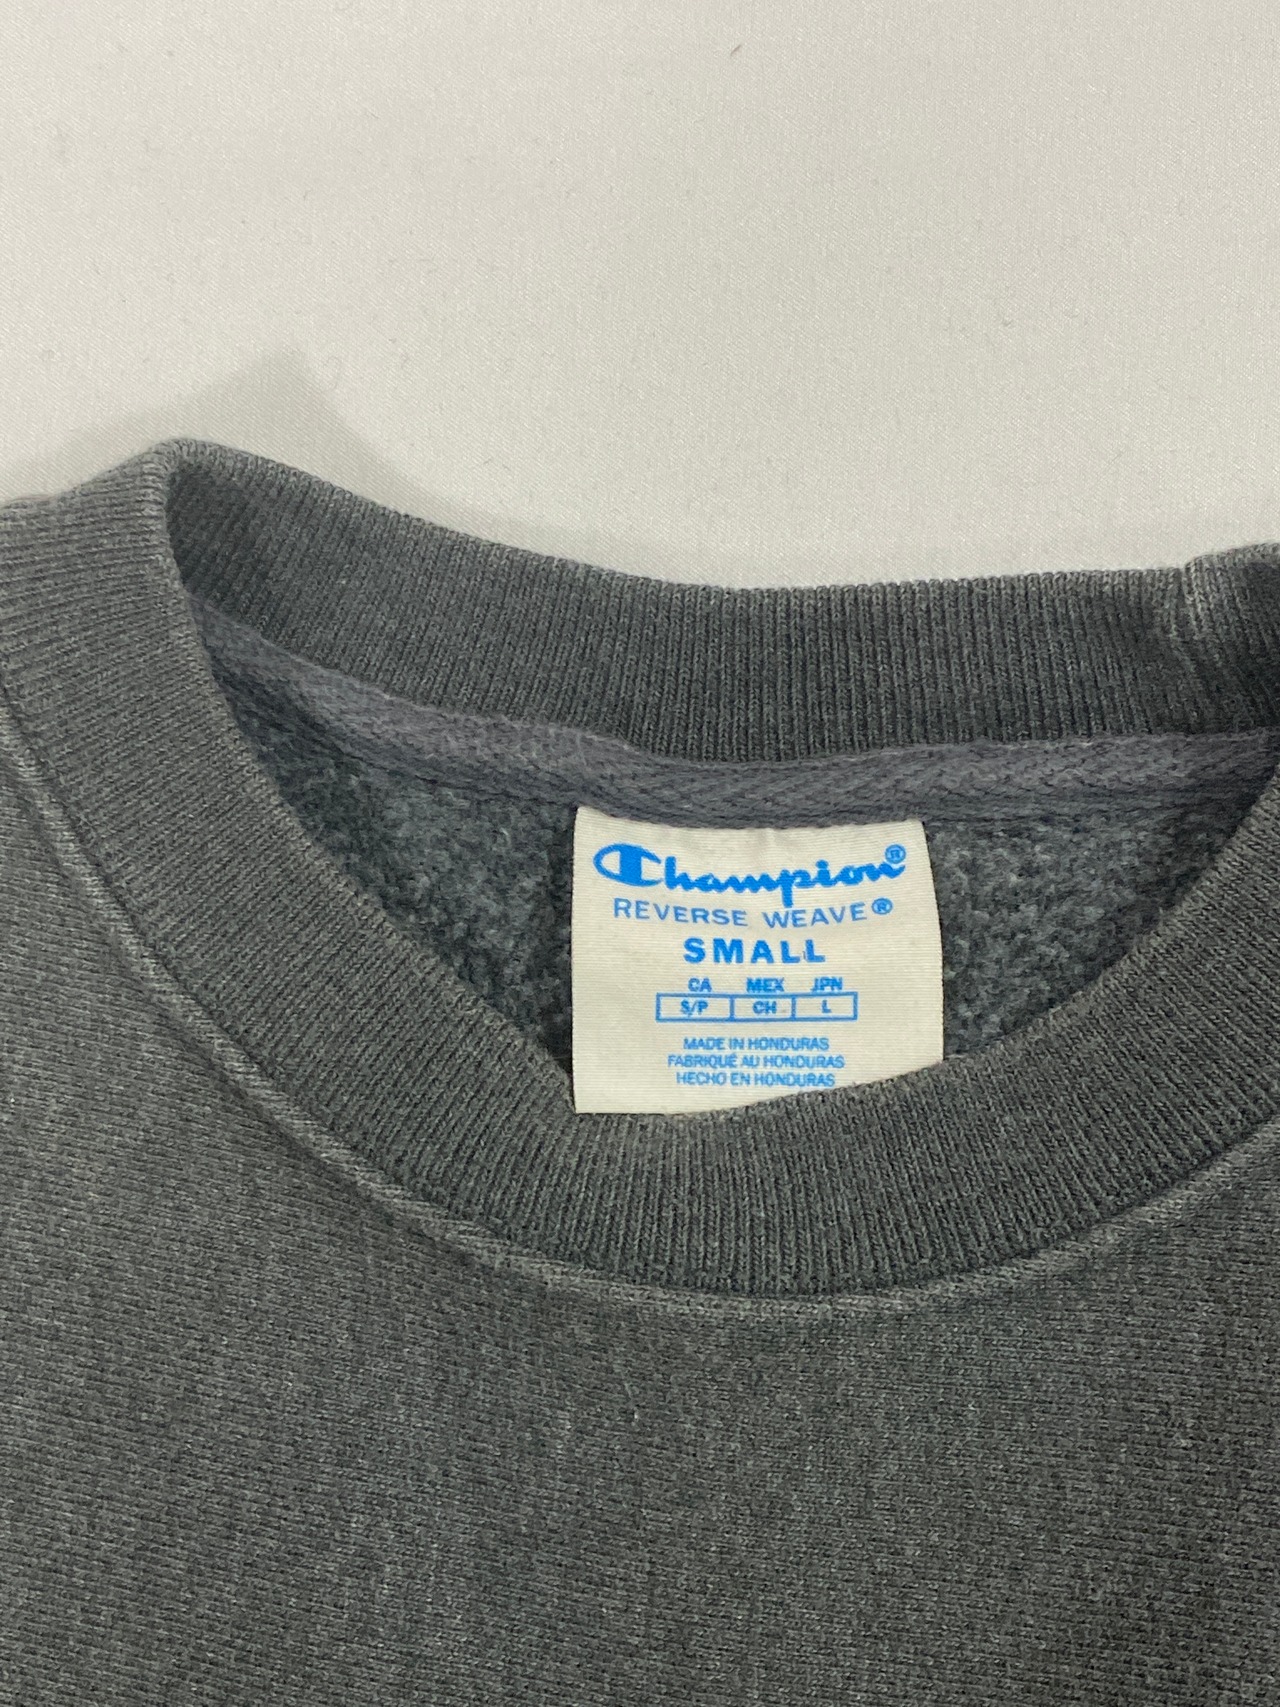 Champion®
REVERSE WEAVE®
SMALL
CA MEX JPN
S/P CH L
MADE IN HONDURAS
FABRIQUÉ AU HONDURAS
HECHO EN HONDURAS